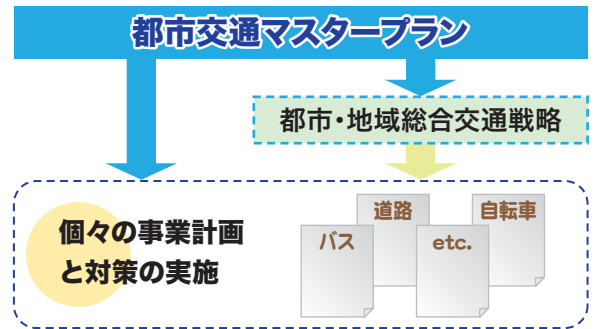 都市交通マスタープラン
都市・地域総合交通戦略
個々の事業計画
と対策の実施
道路
自転車
バス
etc.